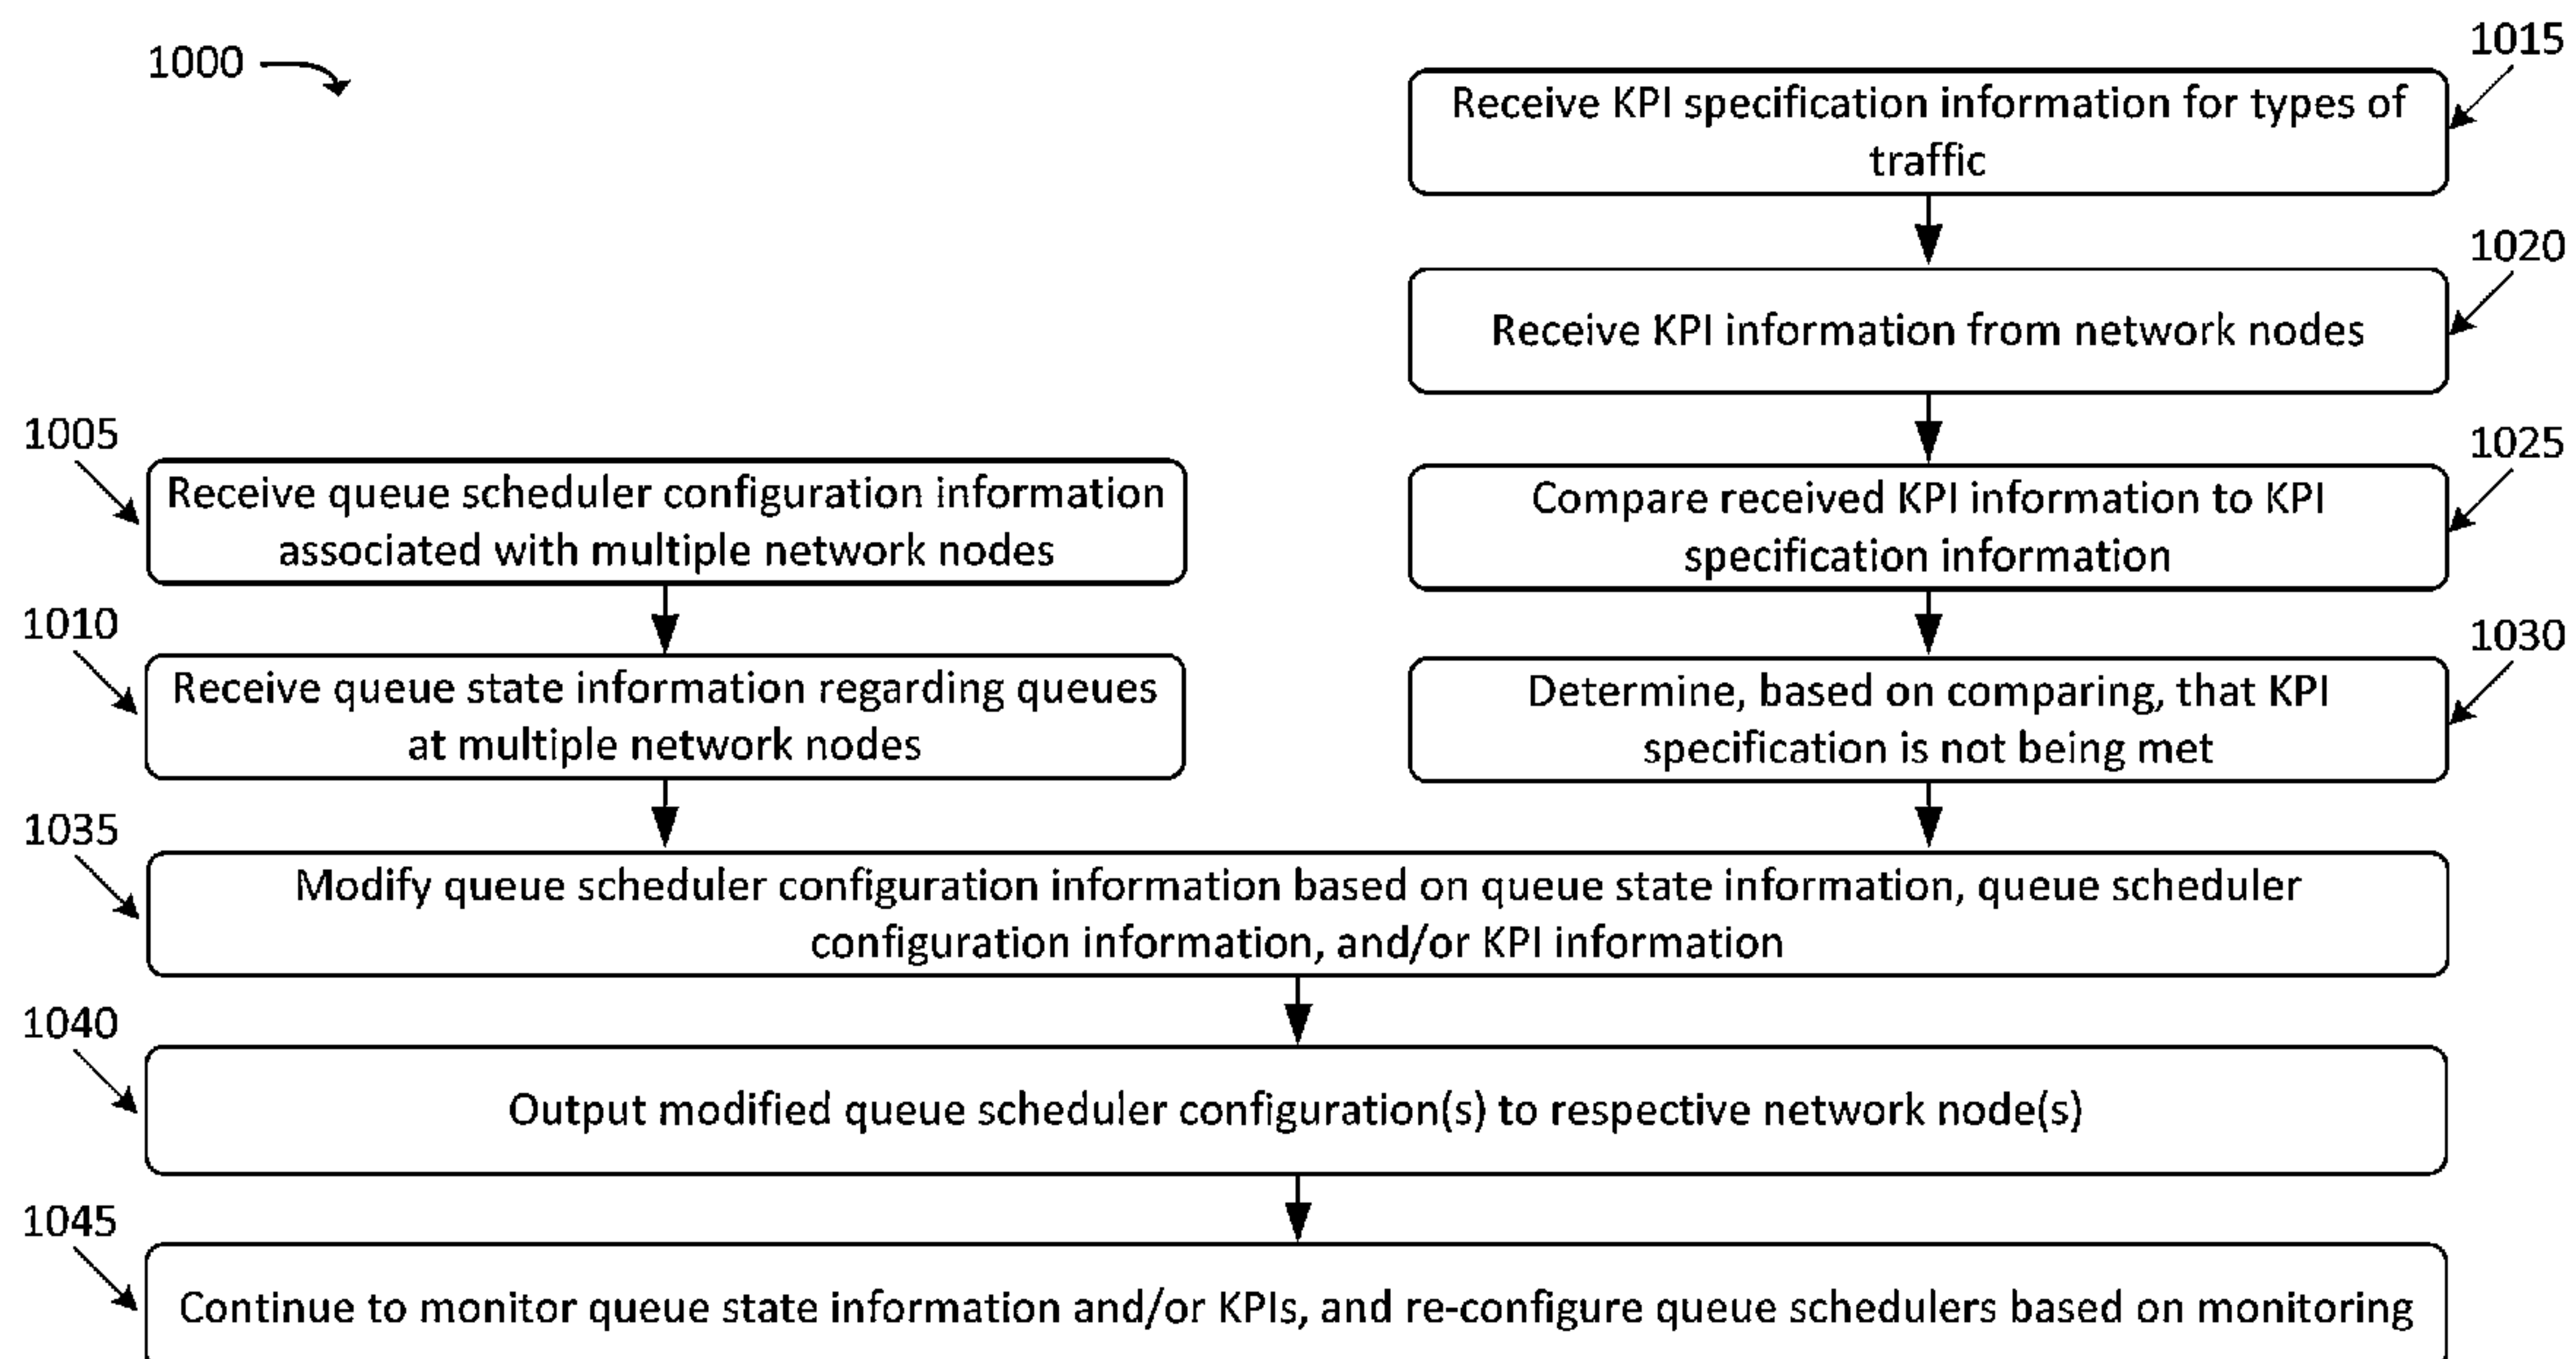 1000
1015
Receive KPI specification information for types of
traffic
1020
Receive KPI information from network nodes
1005
Receive queue scheduler configuration information
associated with multiple network nodes
1025
Compare received KPI information to KPI
specification information
1010
Receive queue state information regarding queues
at multiple network nodes
1030
Determine, based on comparing, that KPI
specification is not being met
1035
Modify queue scheduler configuration information based on queue state information, queue scheduler
configuration information, and/or KPI information
1040
Output modified queue scheduler configuration(s) to respective network node(s)
1045
Continue to monitor queue state information and/or KPIs, and re-configure queue schedulers based on monitoring